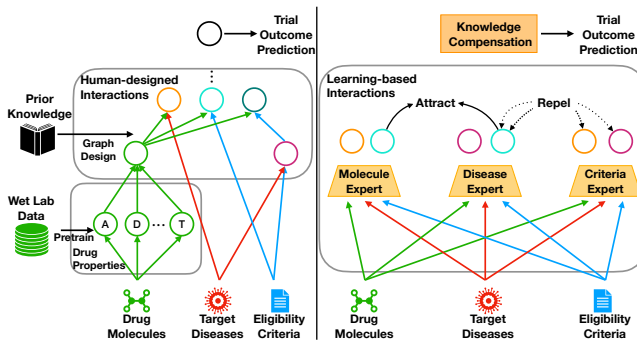 Trial
Outcome
Prediction
Human-designed
Interactions
Prior
Knowledge
Graph
Design
Wet Lab
Data
Pretrain
A
D
T
Drug
Properties
Drug
Molecules
Target
Diseases
Eligibility
Criteria
Knowledge
Compensation
Trial
Outcome
Prediction
Learning-based
Interactions
Attract
Repel
Molecule
Expert
Disease
Expert
Criteria
Expert
Drug
Molecules
Target
Diseases
Eligibility
Criteria